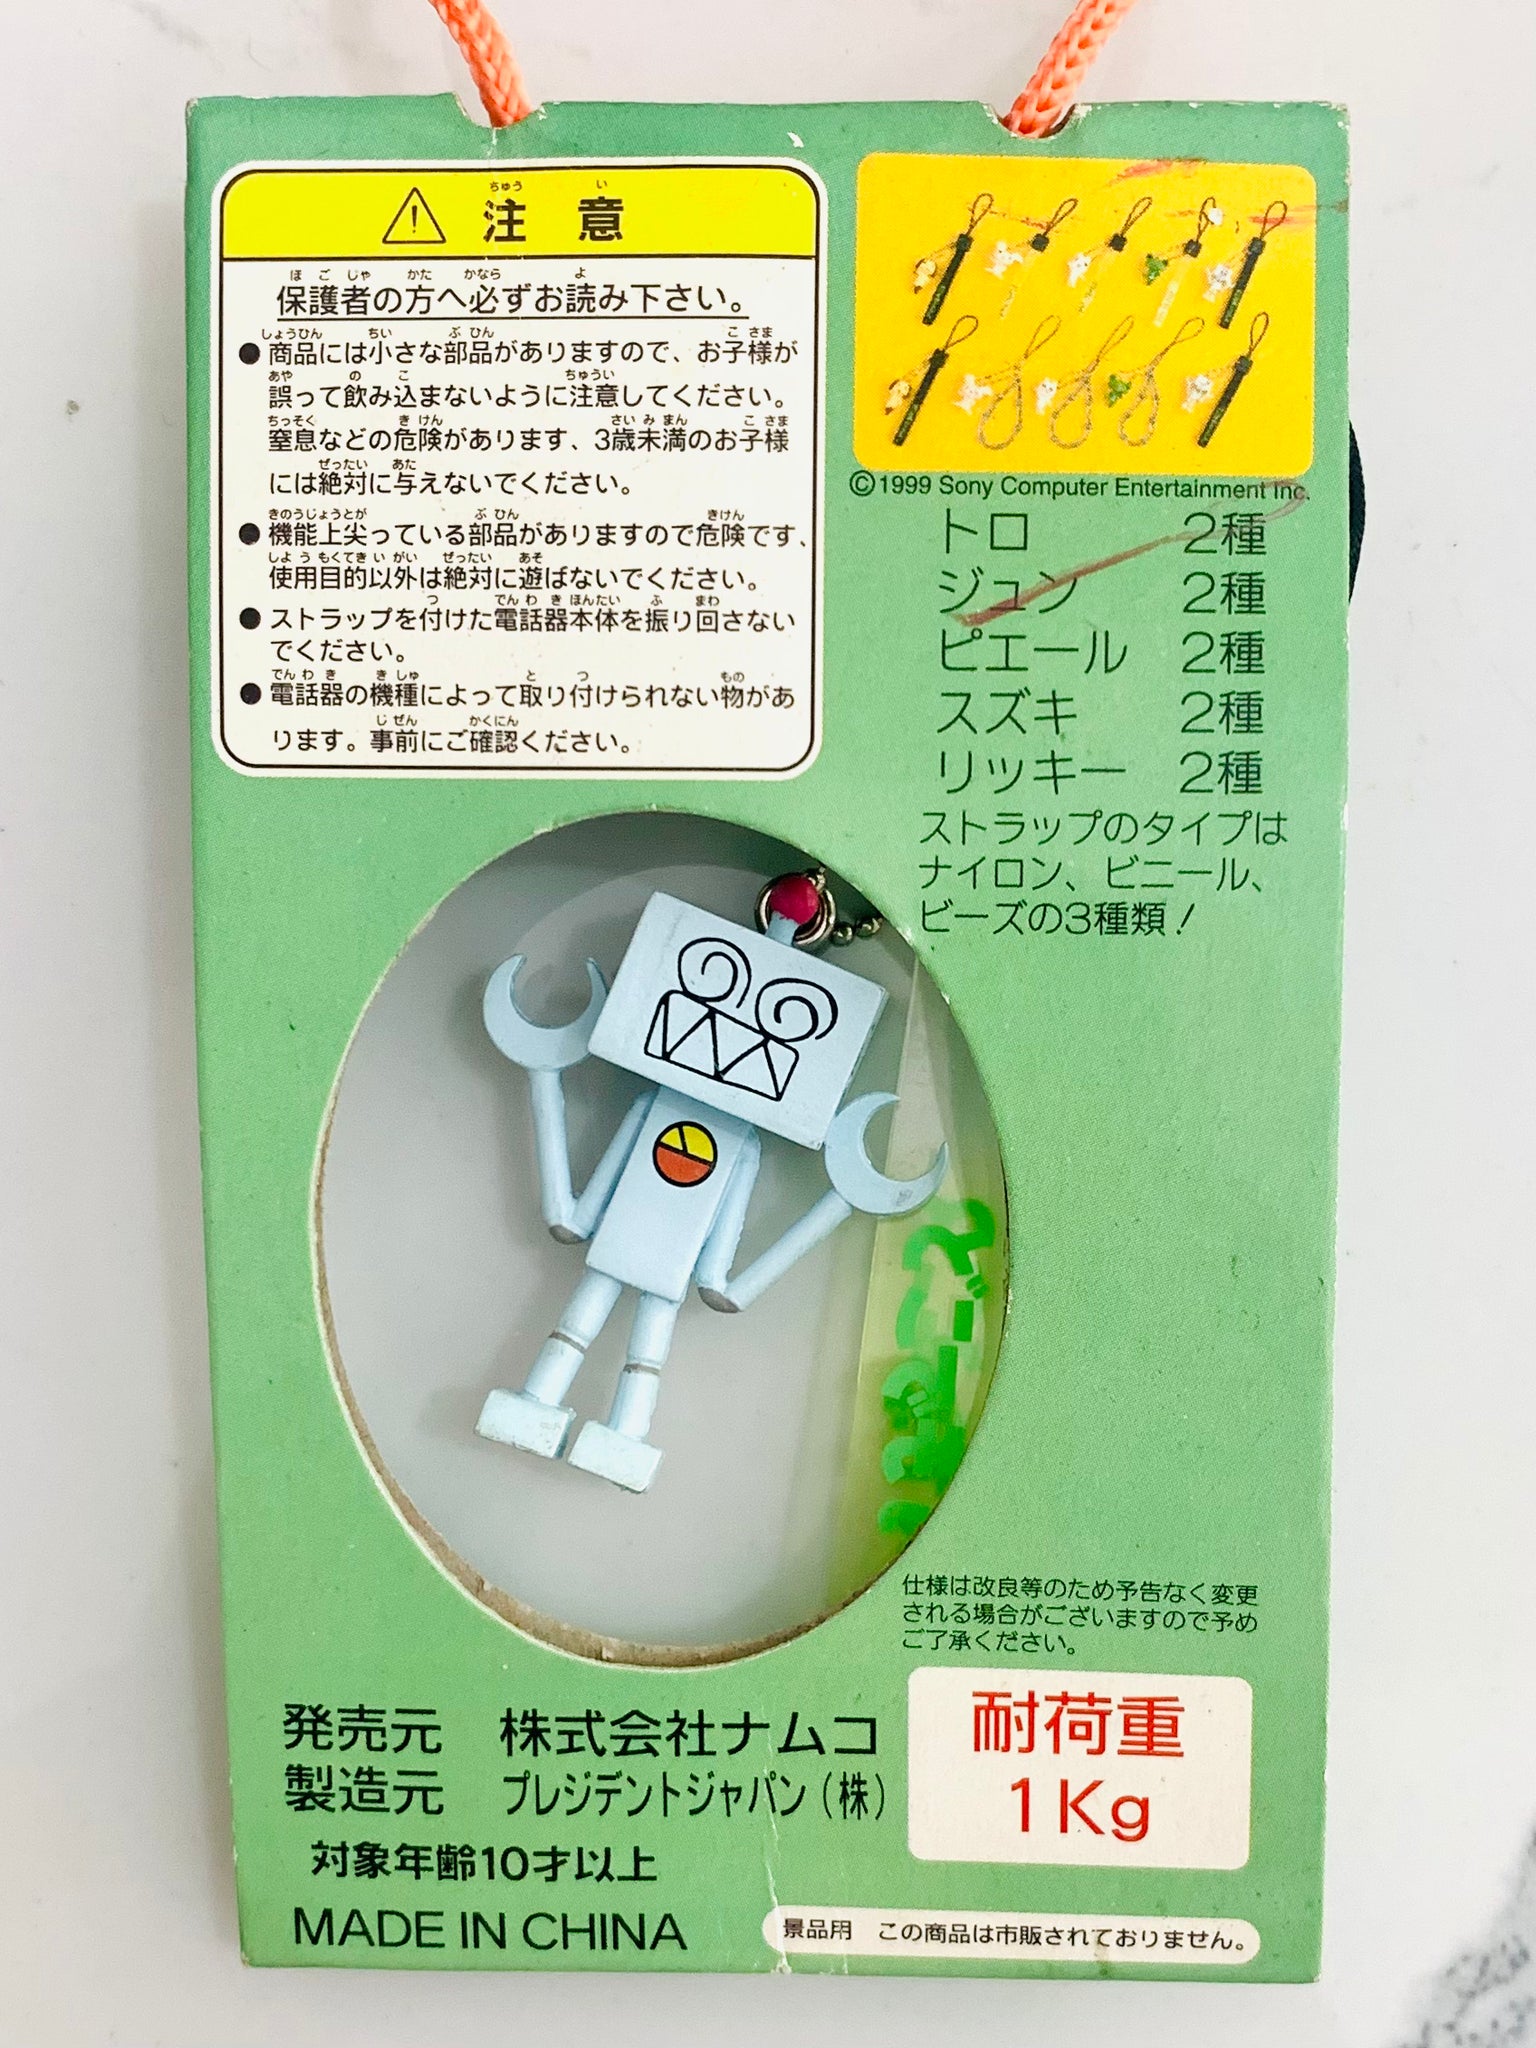 注意
保護者の方へ必ずお読み下さい。
●商品には小さな部品がありますので、お子様が
誤って飲み込まないように注意してください。
窒息などの危険があります、3歳未満のお子様
には絶対に与えないでください。
●機能上尖っている部品がありますので危険です、
使用目的以外は絶対に遊ばないでください。
●ストラップを付けた電話器本体を振り回さない
でください。
●電話器の機種によって取り付けられない物があ
ります。事前にご確認ください。
©1999 Sony Computer Entertainment Inc.
トロ 2種
ジュン 2種
ピエール 2種
スズキ 2種
リッキー 2種
ストラップのタイプは
ナイロン、ビニール、
ビーズの3種類!
仕様は改良等のため予告なく変更
される場合がございますので予め
ご了承ください。
耐荷重
1Kg
発売元 株式会社ナムコ
製造元 プレジデントジャパン(株)
対象年齢10才以上
MADE IN CHINA
景品用 この商品は市販されておりません。